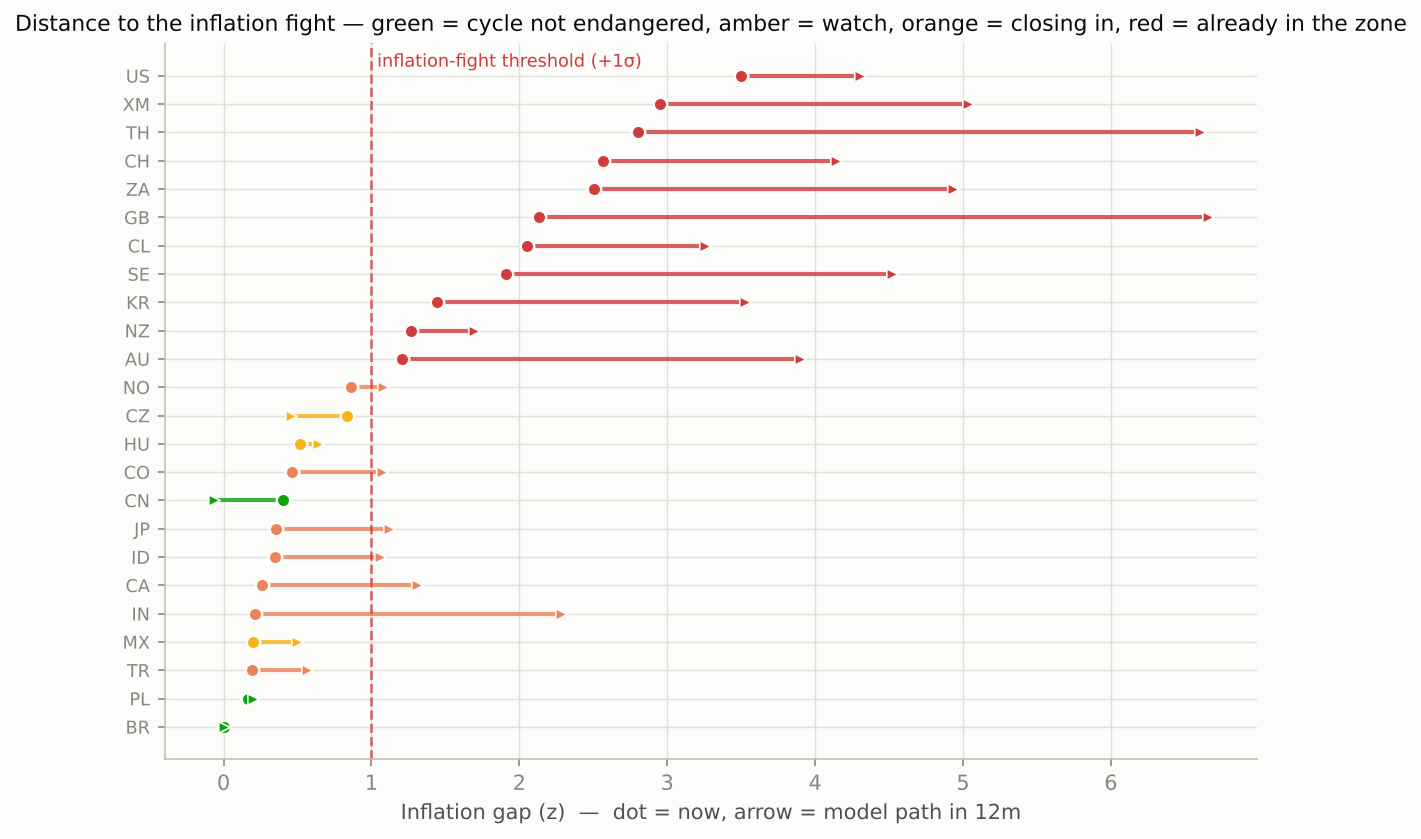 Distance to the inflation fight — green = cycle not endangered, amber = watch, orange = closing in, red = already in the zone
inflation-fight threshold (+1σ)
US
XM
TH
CH
ZA
GB
CL
SE
KR
NZ
AU
NO
CZ
HU
CO
CN
JP
ID
CA
IN
MX
TR
PL
BR
0 1 2 3 4 5 6
Inflation gap (z) — dot = now, arrow = model path in 12m